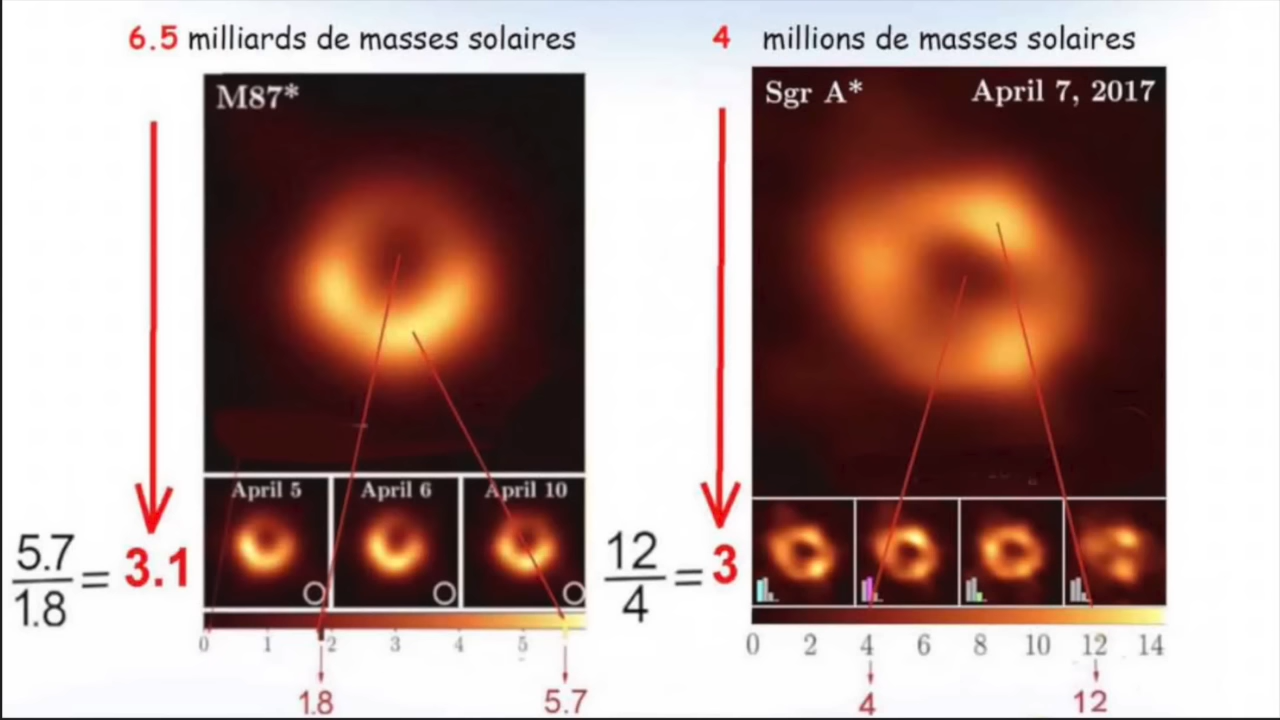 6.5 milliards de masses solaires
4 millions de masses solaires
M87*
Sgr A* April 7, 2017
April 5 April 6 April 10
5.7
1.8
= 3.1
12
4
= 3
0 1 2 3 4 5
0 2 4 6 8 10 12 14
1.8 5.7
4 12